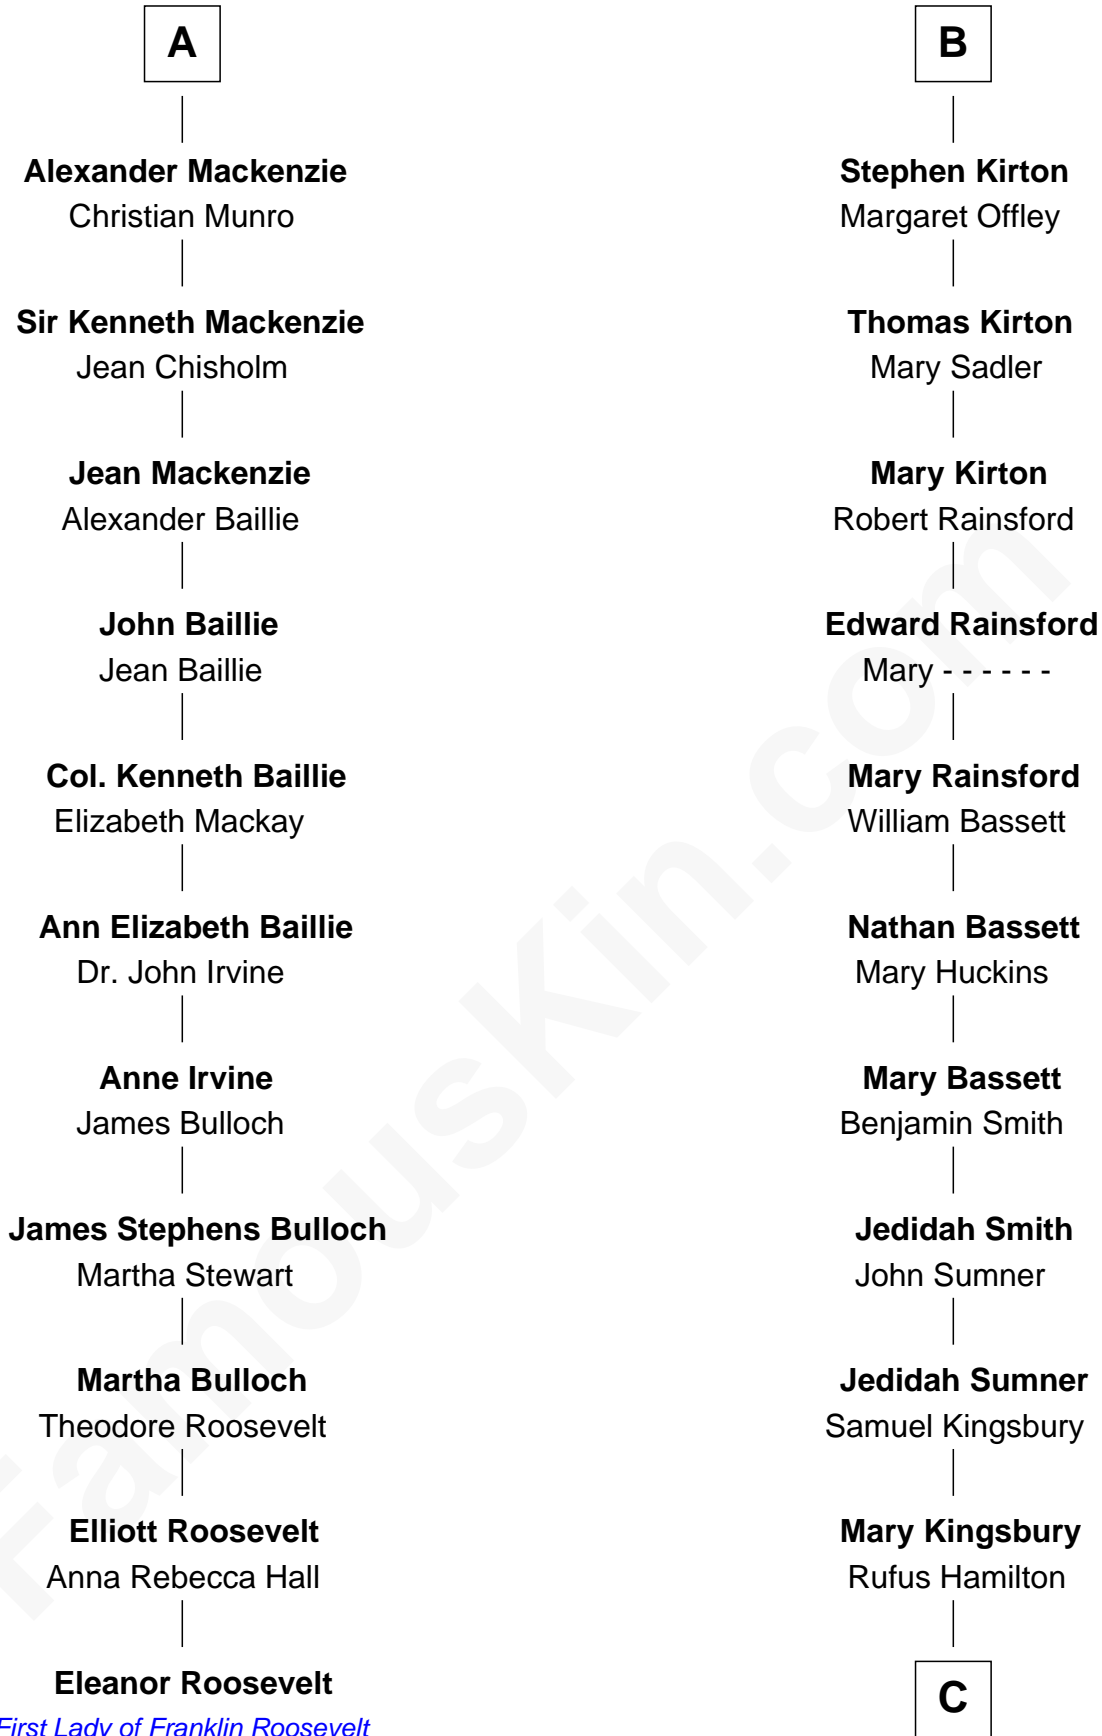 A
Alexander Mackenzie
Christian Munro
Sir Kenneth Mackenzie
Jean Chisholm
Jean Mackenzie
Alexander Baillie
John Baillie
Jean Baillie
Col. Kenneth Baillie
Elizabeth Mackay
Ann Elizabeth Baillie
Dr. John Irvine
Anne Irvine
James Bulloch
James Stephens Bulloch
Martha Stewart
Martha Bulloch
Theodore Roosevelt
Elliott Roosevelt
Anna Rebecca Hall
Eleanor Roosevelt
First Lady of Franklin Roosevelt
B
Stephen Kirton
Margaret Offley
Thomas Kirton
Mary Sadler
Mary Kirton
Robert Rainsford
Edward Rainsford
Mary - - - - - -
Mary Rainsford
William Bassett
Nathan Bassett
Mary Huckins
Mary Bassett
Benjamin Smith
Jedidah Smith
John Sumner
Jedidah Sumner
Samuel Kingsbury
Mary Kingsbury
Rufus Hamilton
C
FamousKin.com